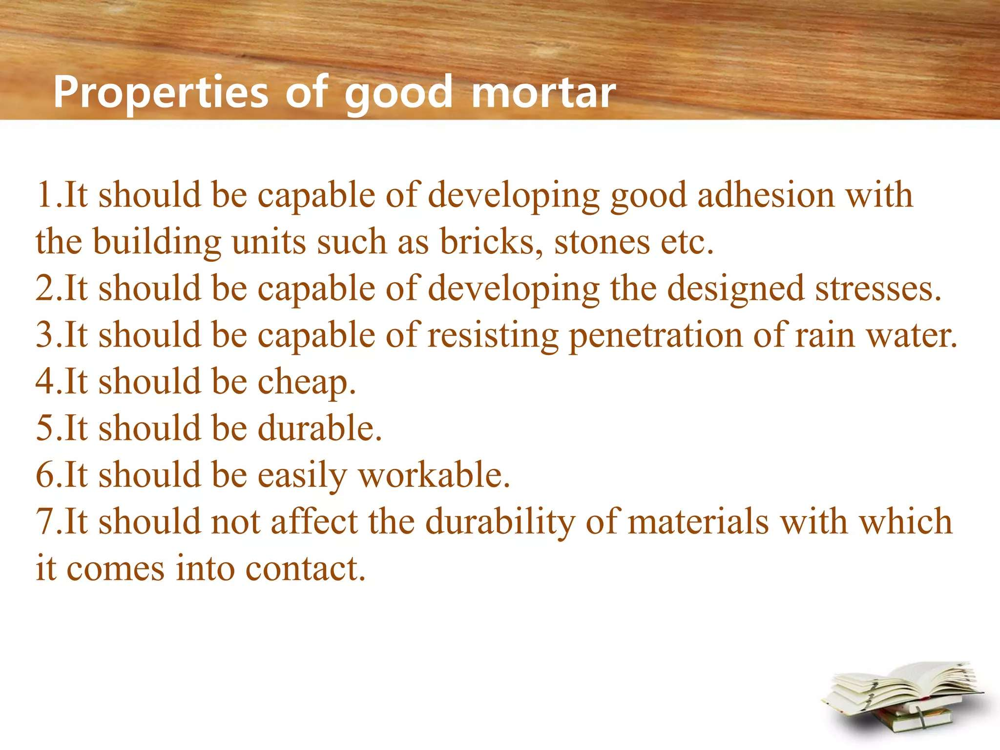 Properties of good mortar
1.It should be capable of developing good adhesion with
the building units such as bricks, stones etc.
2.It should be capable of developing the designed stresses.
3.It should be capable of resisting penetration of rain water.
4.It should be cheap.
5.It should be durable.
6.It should be easily workable.
7.It should not affect the durability of materials with which
it comes into contact.